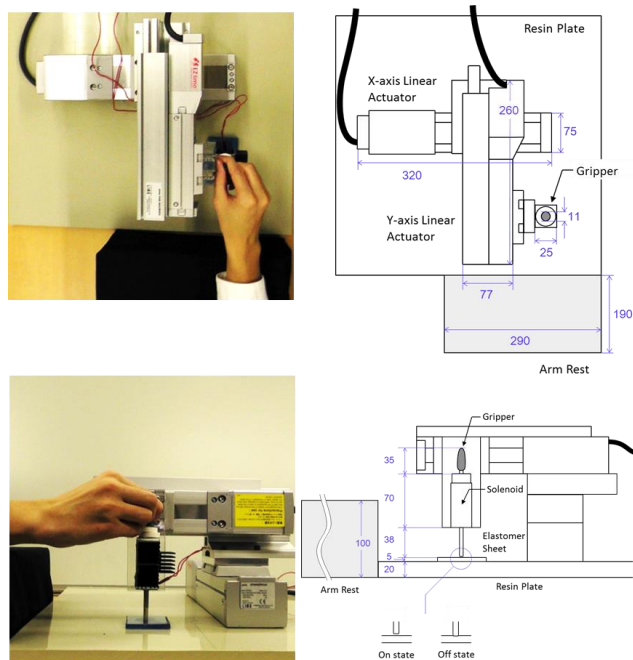 Resin Plate
X-axis Linear
Actuator
260
75
320
Gripper
Y-axis Linear
Actuator
11
25
77
190
290
Arm Rest
Gripper
35
Solenoid
70
Elastomer
Sheet
38
100
5
20
Arm Rest
Resin Plate
On state
Off state